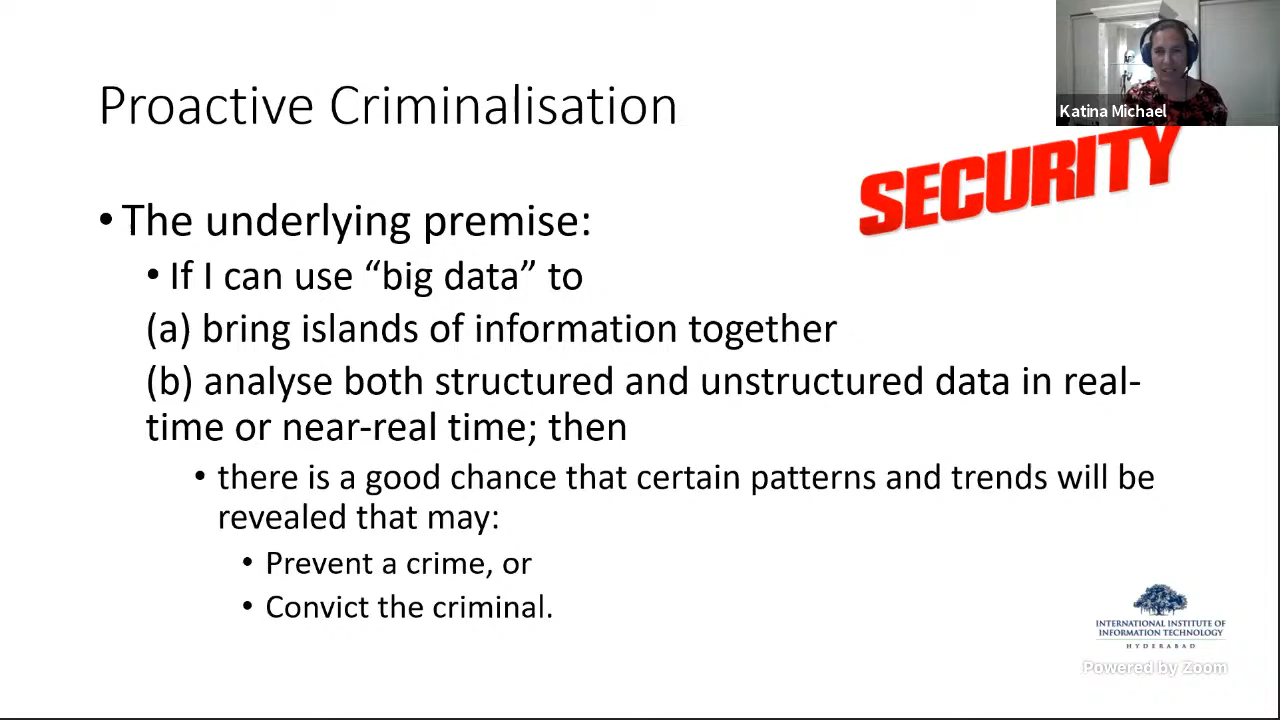 Katina Michael
Proactive Criminalisation
SECURITY
• The underlying premise:
• If I can use “big data” to
(a) bring islands of information together
(b) analyse both structured and unstructured data in real-
time or near-real time; then
• there is a good chance that certain patterns and trends will be
revealed that may:
• Prevent a crime, or
• Convict the criminal.
INTERNATIONAL INSTITUTE OF
INFORMATION TECHNOLOGY
HYDERABAD
Powered by Zoom